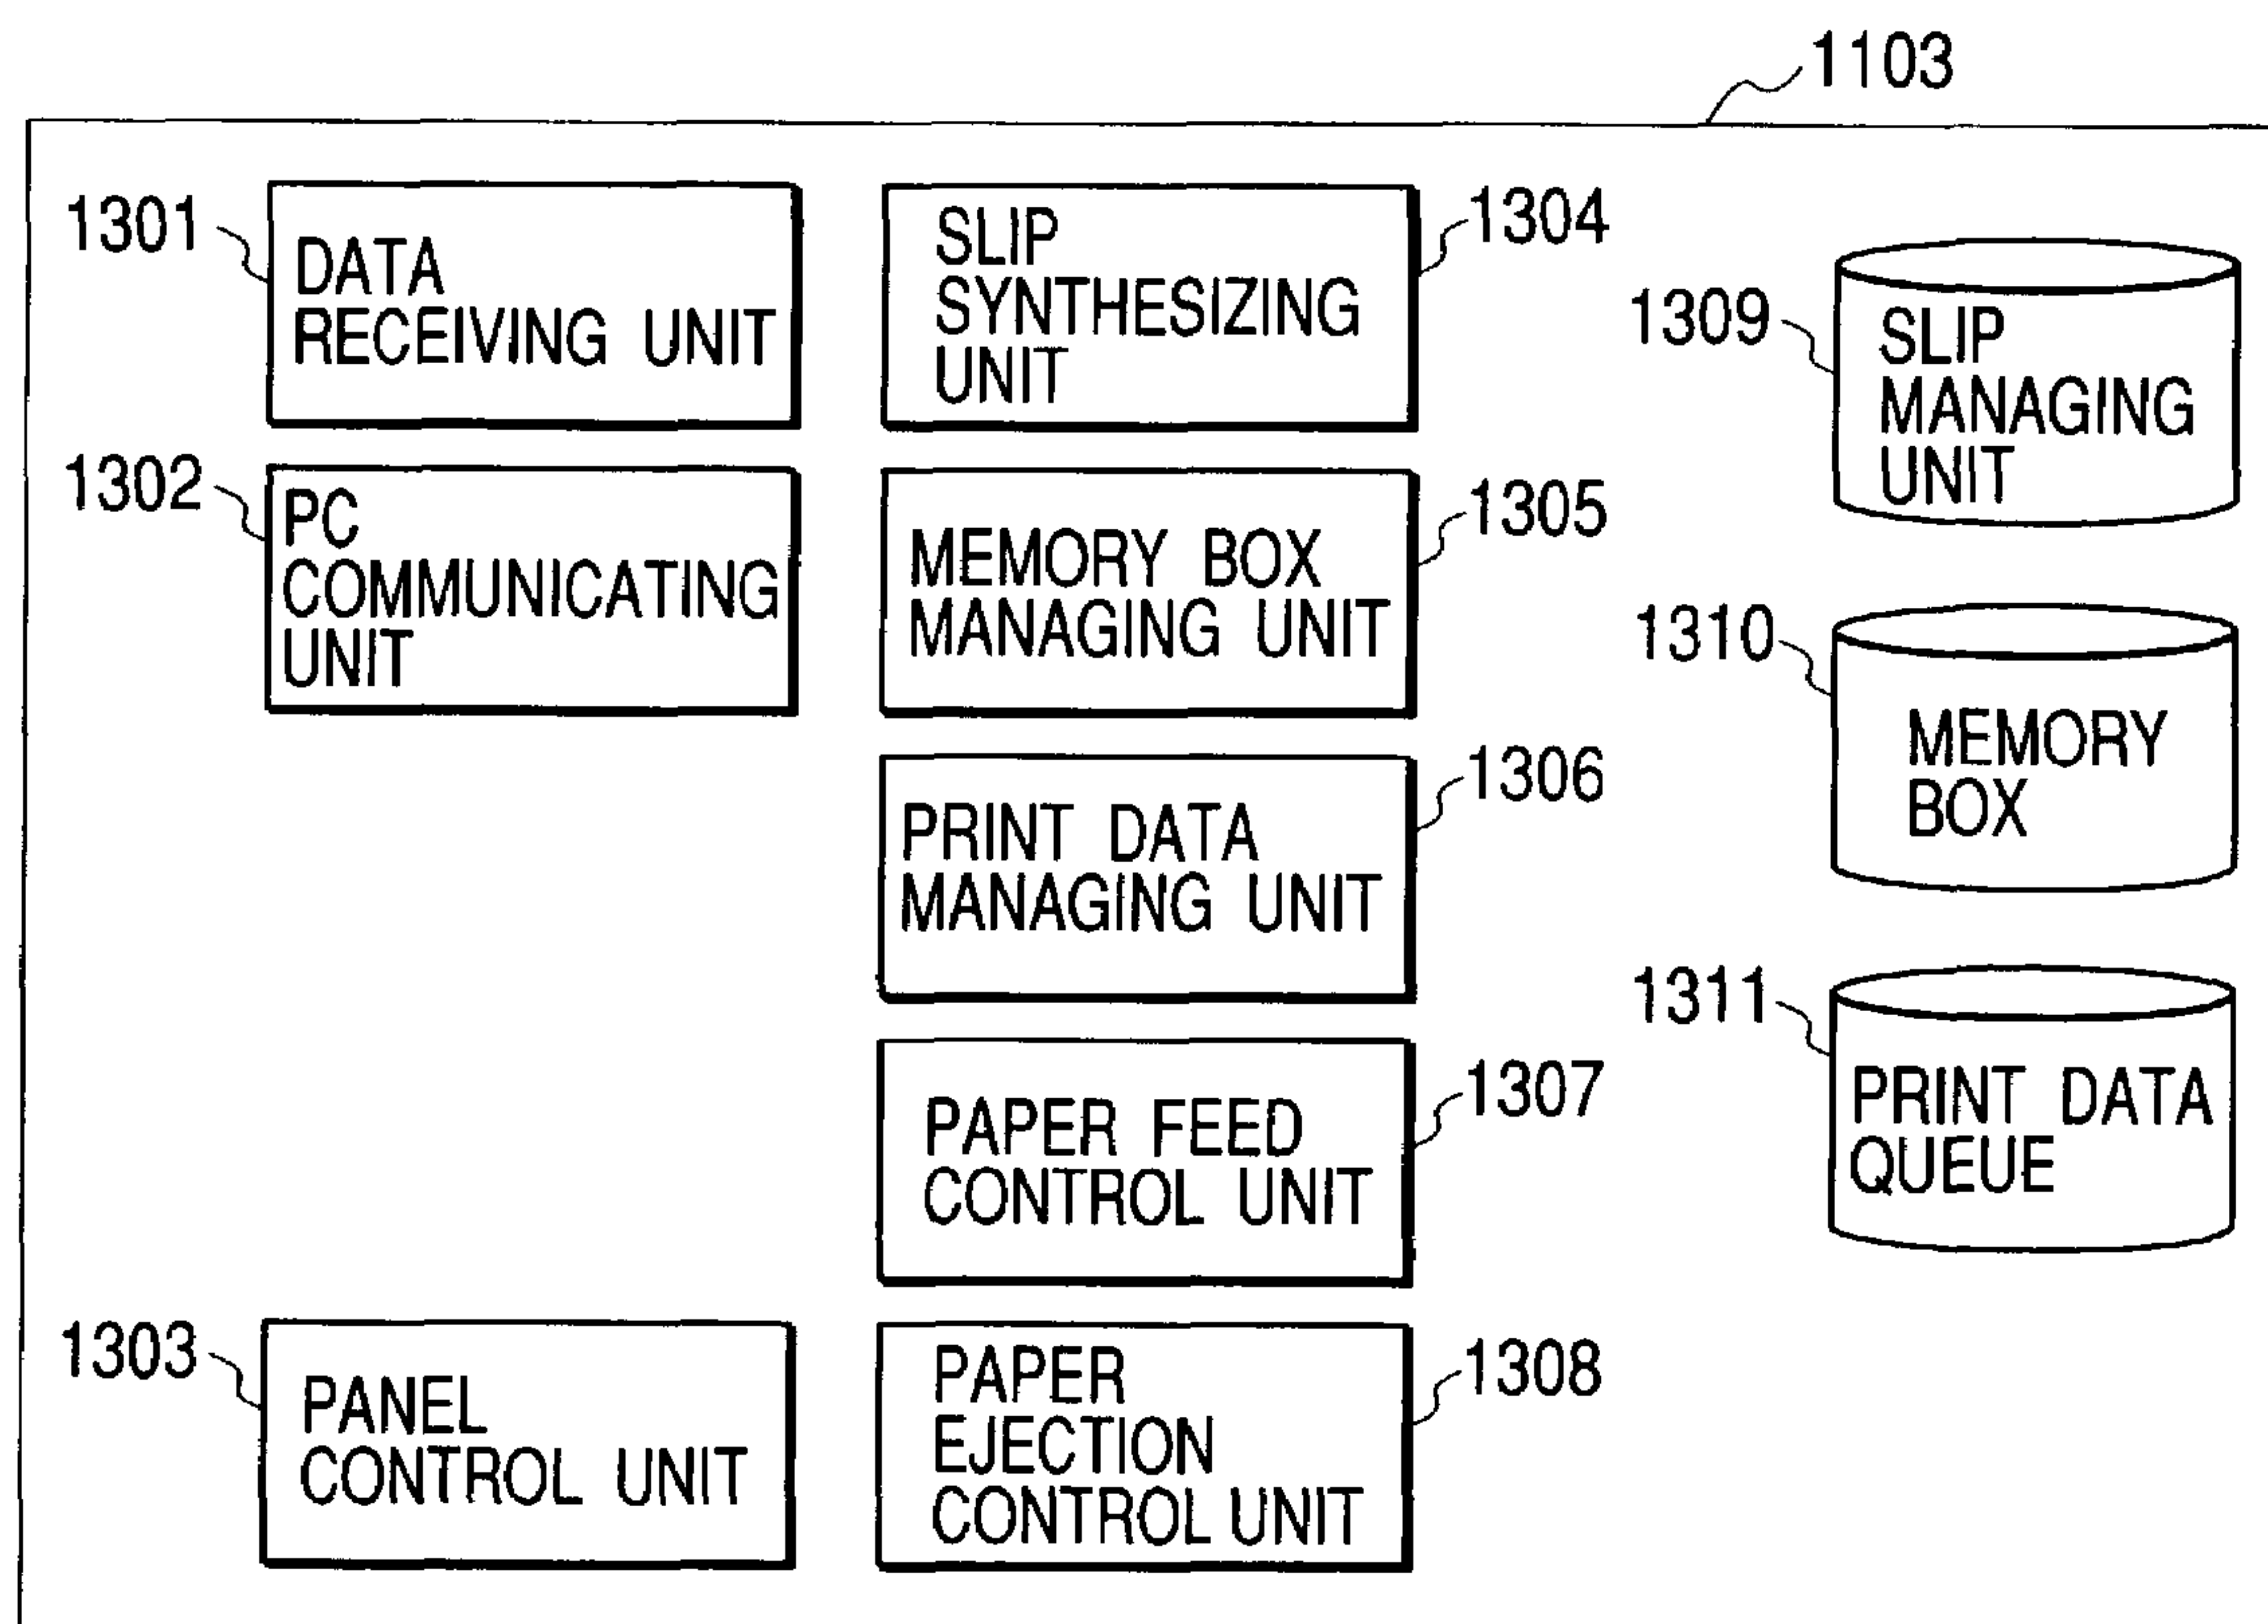 1103
1301
DATA
RECEIVING UNIT
1302
PC
COMMUNICATING
UNIT
1303
PANEL
CONTROL UNIT
1304
SLIP
SYNTHESIZING
UNIT
1305
MEMORY BOX
MANAGING UNIT
1306
PRINT DATA
MANAGING UNIT
1307
PAPER FEED
CONTROL UNIT
1308
PAPER
EJECTION
CONTROL UNIT
1309
SLIP
MANAGING
UNIT
1310
MEMORY
BOX
1311
PRINT DATA
QUEUE